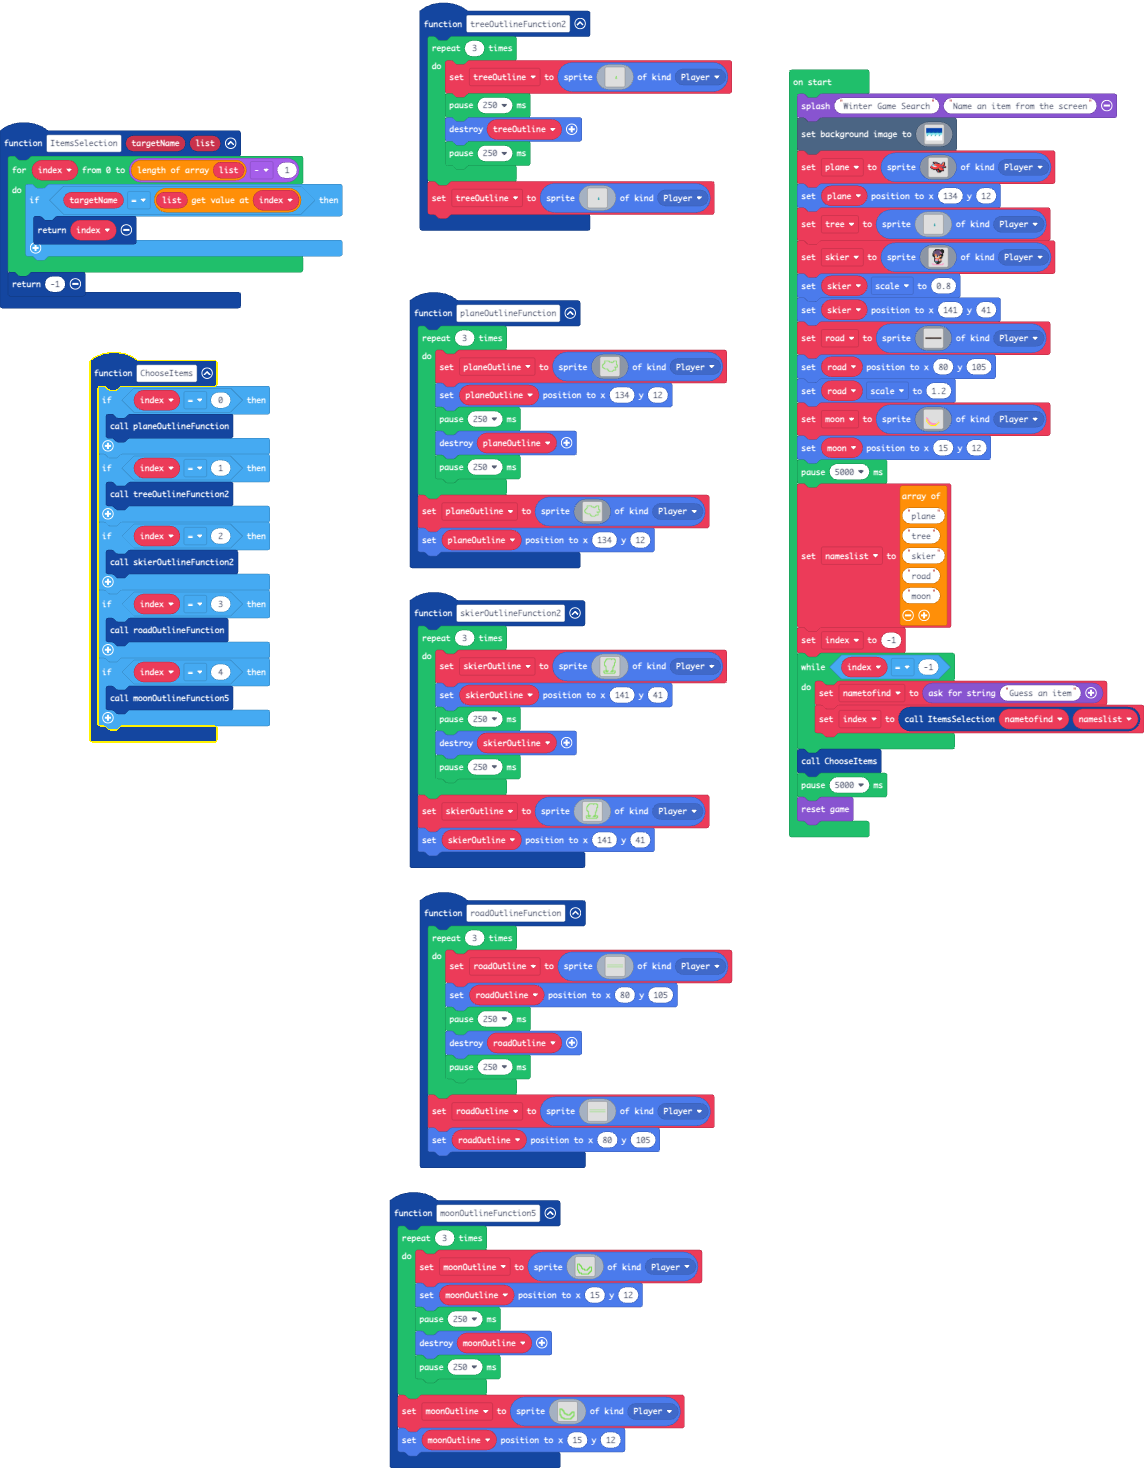 function ItemsSelection targetName list
for index from 0 to length of array list - 1
do
if targetName = list get value at index then
return index
return -1
function ChooseItems
if index = 0 then
call planeOutlineFunction
if index = 1 then
call treeOutlineFunction2
if index = 2 then
call skierOutlineFunction2
if index = 3 then
call roadOutlineFunction
if index = 4 then
call moonOutlineFunction5
function treeOutlineFunction2
repeat 3 times
do
set treeOutline to sprite of kind Player
pause 250 ms
destroy treeOutline
pause 250 ms
set treeOutline to sprite of kind Player
function planeOutlineFunction
repeat 3 times
do
set planeOutline to sprite of kind Player
set planeOutline position to x 134 y 12
pause 250 ms
destroy planeOutline
pause 250 ms
set planeOutline to sprite of kind Player
set planeOutline position to x 134 y 12
function skierOutlineFunction2
repeat 3 times
do
set skierOutline to sprite of kind Player
set skierOutline position to x 141 y 41
pause 250 ms
destroy skierOutline
pause 250 ms
set skierOutline to sprite of kind Player
set skierOutline position to x 141 y 41
function roadOutlineFunction
repeat 3 times
do
set roadOutline to sprite of kind Player
set roadOutline position to x 80 y 105
pause 250 ms
destroy roadOutline
pause 250 ms
set roadOutline to sprite of kind Player
set roadOutline position to x 80 y 105
function moonOutlineFunction5
repeat 3 times
do
set moonOutline to sprite of kind Player
set moonOutline position to x 15 y 12
pause 250 ms
destroy moonOutline
pause 250 ms
set moonOutline to sprite of kind Player
set moonOutline position to x 15 y 12
on start
splash "Winter Game Search" "Name an item from the screen"
set background image to
set plane to sprite of kind Player
set plane position to x 134 y 12
set tree to sprite of kind Player
set skier to sprite of kind Player
set skier scale to 0.8
set skier position to x 141 y 41
set road to sprite of kind Player
set road position to x 80 y 105
set road scale to 1.2
set moon to sprite of kind Player
set moon position to x 15 y 12
pause 5000 ms
set nameslist to array of
"plane"
"tree"
"skier"
"road"
"moon"
set index to -1
while index = -1
do
set nametofind to ask for string "Guess an item"
set index to call ItemsSelection nametofind nameslist
call ChooseItems
pause 5000 ms
reset game